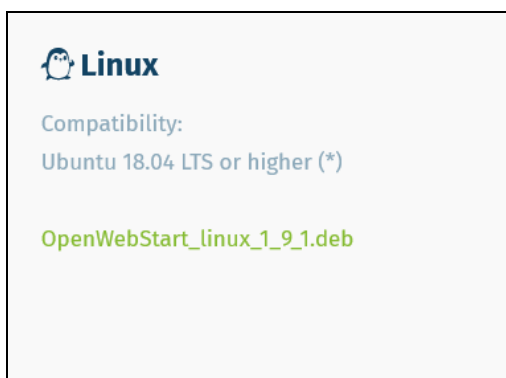 Linux
Compatibility:
Ubuntu 18.04 LTS or higher (*)
OpenWebStart_linux_1_9_1.deb